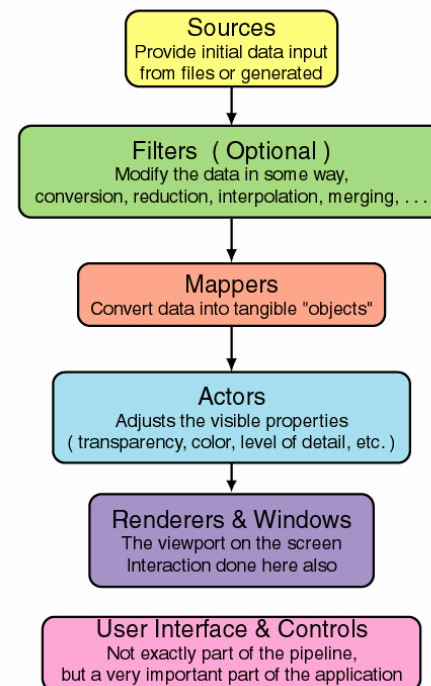 Sources
Provide initial data input
from files or generated
Filters ( Optional )
Modify the data in some way,
conversion, reduction, interpolation, merging, . . .
Mappers
Convert data into tangible "objects"
Actors
Adjusts the visible properties
( transparency, color, level of detail, etc. )
Renderers & Windows
The viewport on the screen
Interaction done here also
User Interface & Controls
Not exactly part of the pipeline,
but a very important part of the application